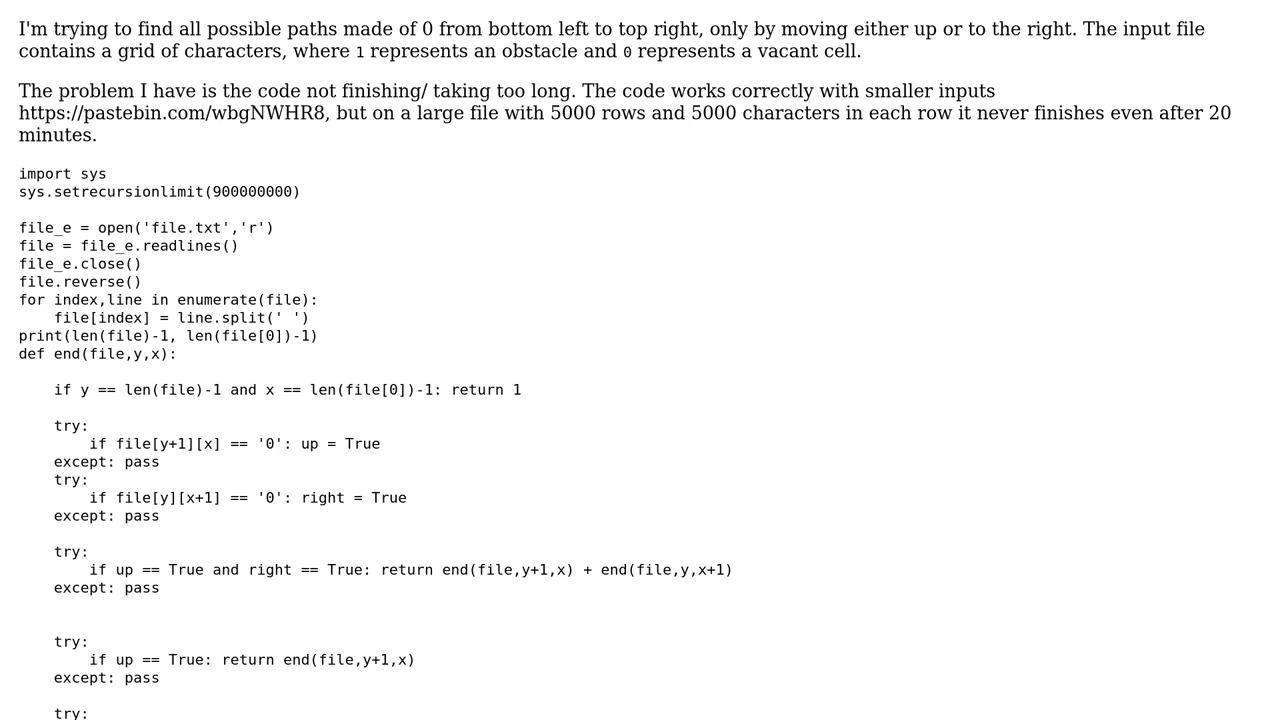 I'm trying to find all possible paths made of 0 from bottom left to top right, only by moving either up or to the right. The input file
contains a grid of characters, where 1 represents an obstacle and 0 represents a vacant cell.
The problem I have is the code not finishing/ taking too long. The code works correctly with smaller inputs
https://pastebin.com/wbgNWHR8, but on a large file with 5000 rows and 5000 characters in each row it never finishes even after 20
minutes.
import sys
sys.setrecursionlimit(900000000)
file_e = open('file.txt','r')
file = file_e.readlines()
file_e.close()
file.reverse()
for index,line in enumerate(file):
    file[index] = line.split(' ')
print(len(file)-1, len(file[0])-1)
def end(file,y,x):
    if y == len(file)-1 and x == len(file[0])-1: return 1
    try:
        if file[y+1][x] == '0': up = True
    except: pass
    try:
        if file[y][x+1] == '0': right = True
    except: pass
    try:
        if up == True and right == True: return end(file,y+1,x) + end(file,y,x+1)
    except: pass
    try:
        if up == True: return end(file,y+1,x)
    except: pass
    try: